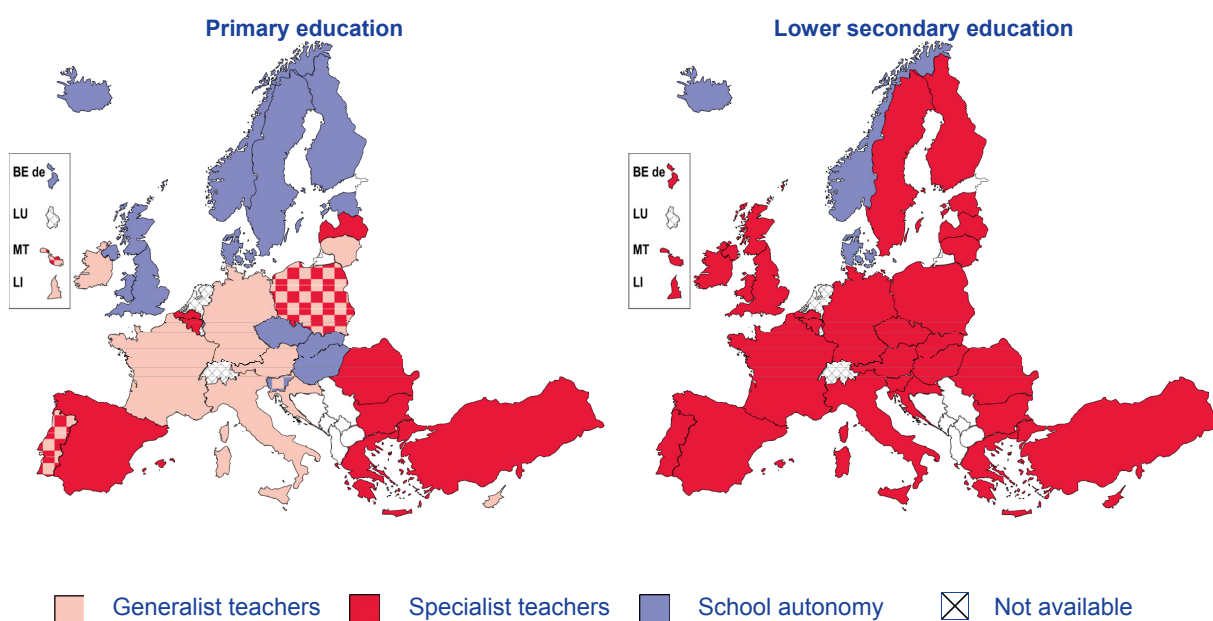 Primary education
Lower secondary education
BE de
LU
MT
LI
BE de
LU
MT
LI
Generalist teachers
Specialist teachers
School autonomy
Not available